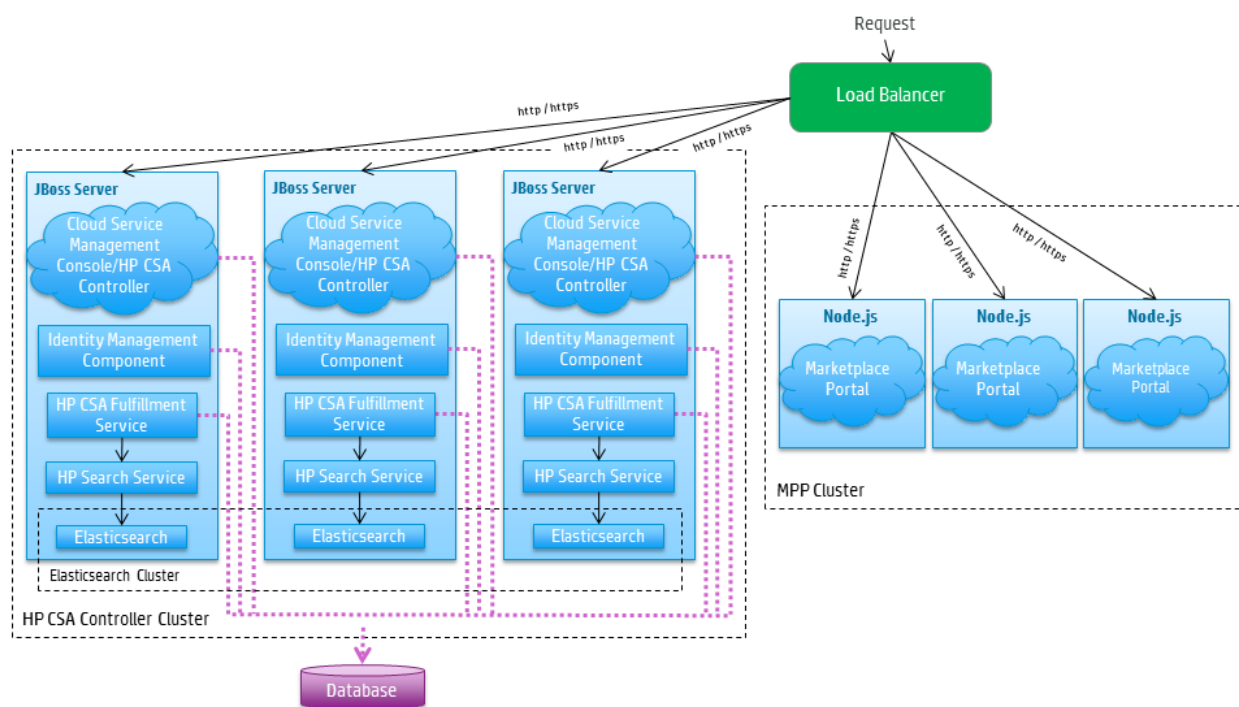 Request
Load Balancer
http / https
http / https
http / https
http / https
http / https
http / https
JBoss Server
Cloud Service
Management
Console/HP CSA
Controller
Identity Management
Component
HP CSA Fulfillment
Service
HP Search Service
Elasticsearch
JBoss Server
Cloud Service
Management
Console/HP CSA
Controller
Identity Management
Component
HP CSA Fulfillment
Service
HP Search Service
Elasticsearch
JBoss Server
Cloud Service
Management
Console/HP CSA
Controller
Identity Management
Component
HP CSA Fulfillment
Service
HP Search Service
Elasticsearch
Elasticsearch Cluster
HP CSA Controller Cluster
Node.js
Marketplace
Portal
Node.js
Marketplace
Portal
Node.js
Marketplace
Portal
MPP Cluster
Database